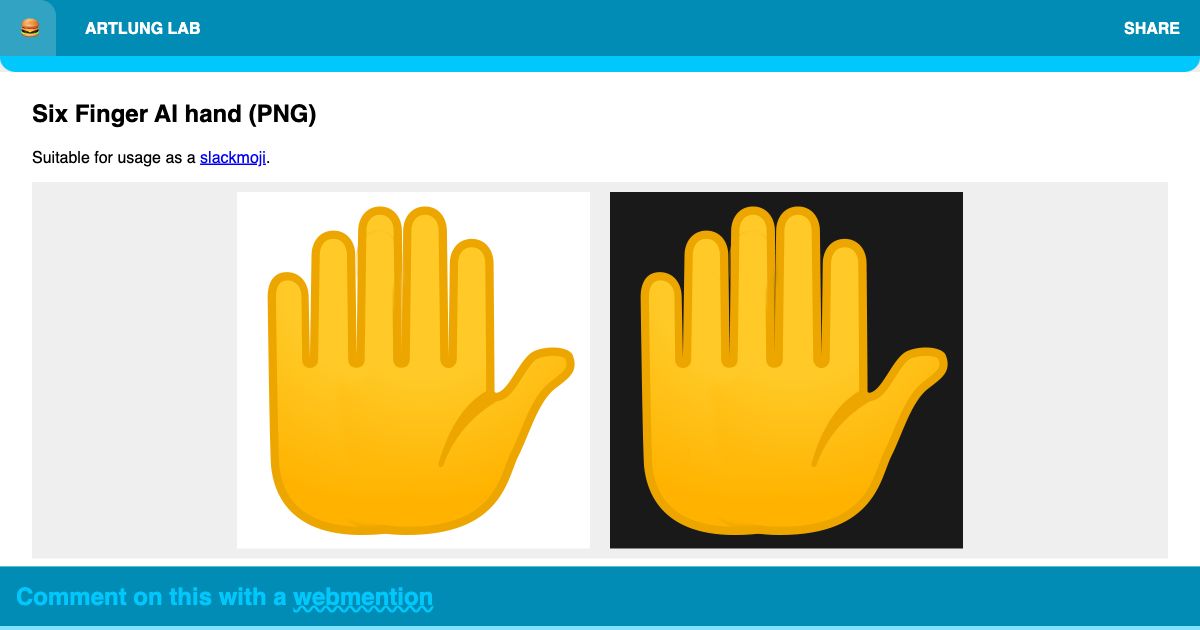 ARTLUNG LAB
SHARE
Six Finger AI hand (PNG)
Suitable for usage as a slackmoji.
Comment on this with a webmention